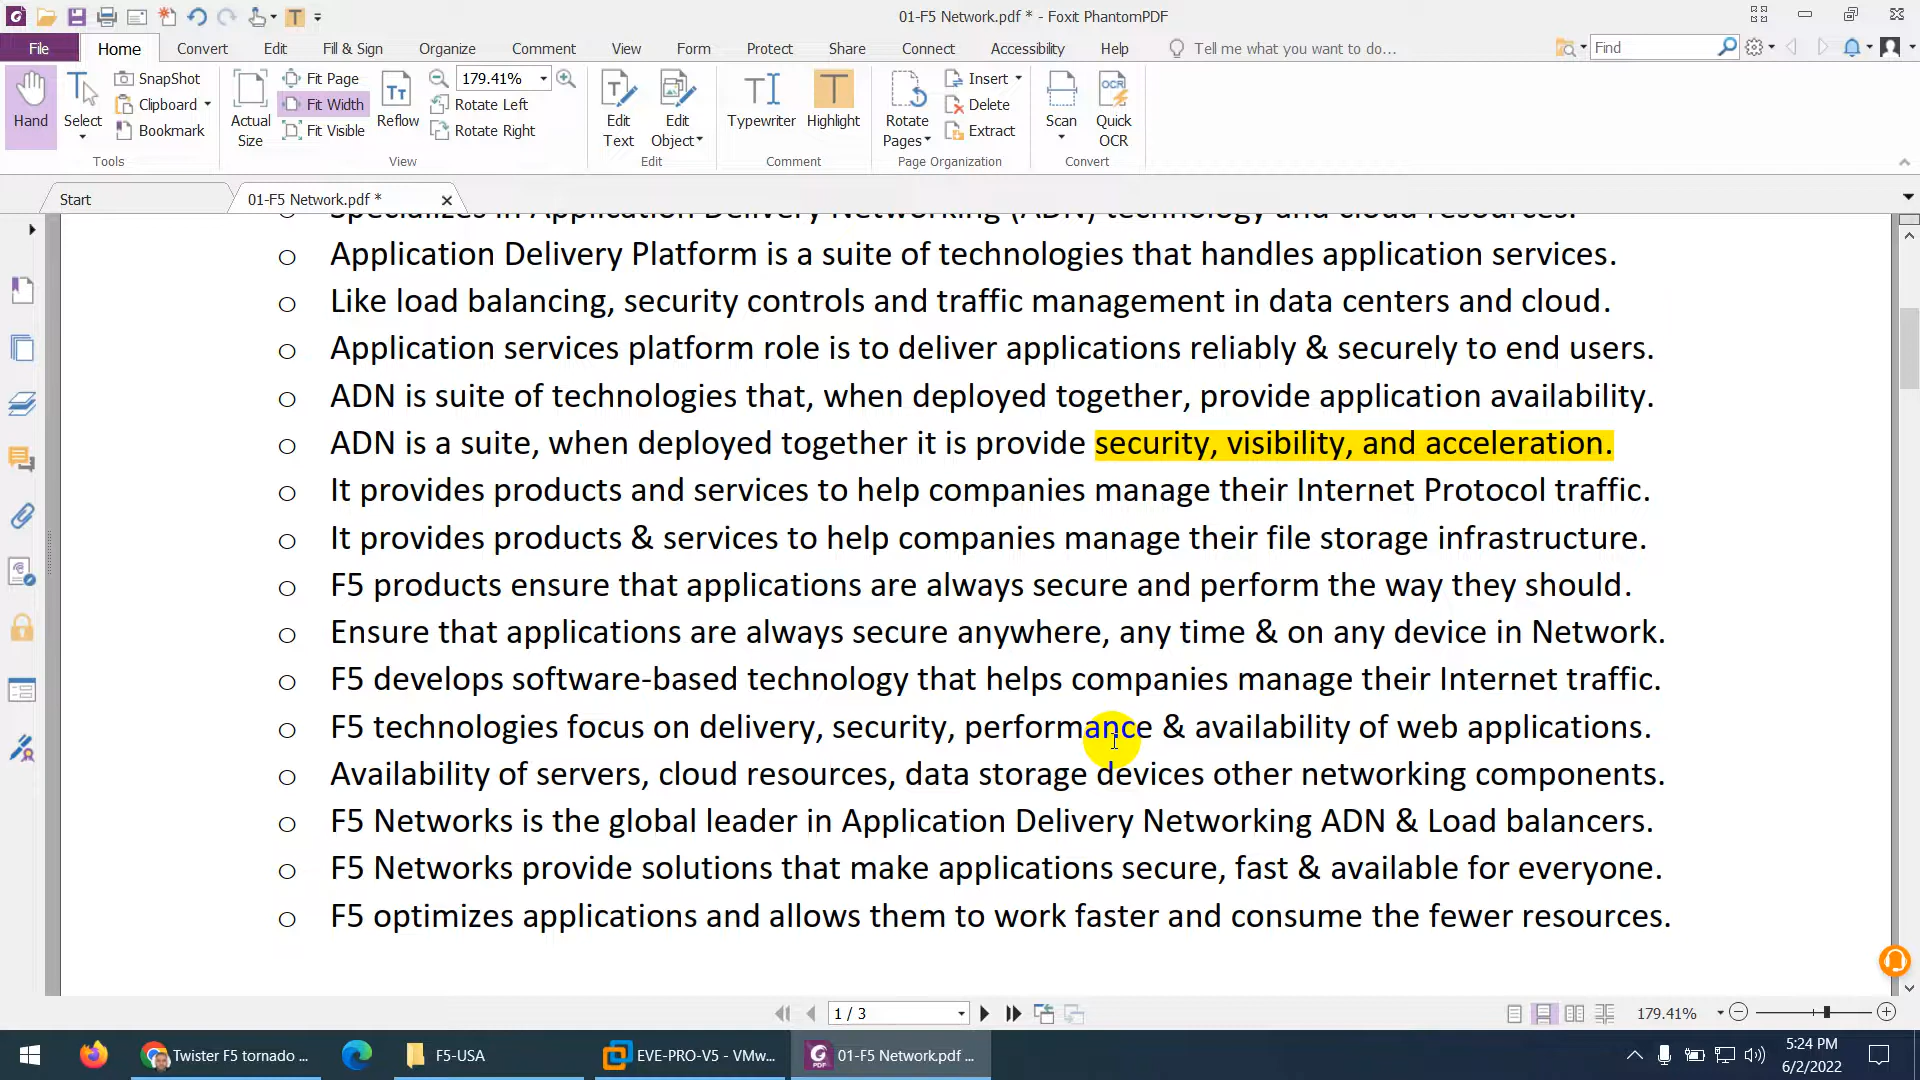 01-F5 Network.pdf * - Foxit PhantomPDF
File Home Convert Edit Fill & Sign Organize Comment View Form Protect Share Connect Accessibility Help Tell me what you want to do... Find
Hand
Select
SnapShot
Clipboard
Bookmark
Tools
Actual Size
Fit Page
Fit Width
Fit Visible
Reflow
179.41%
Rotate Left
Rotate Right
View
Edit Text
Edit Object
Edit
Typewriter
Highlight
Comment
Rotate Pages
Insert
Delete
Extract
Page Organization
Scan
Quick OCR
Convert
Start
01-F5 Network.pdf *
Specializes in Application Delivery Networking (ADN) technology and cloud resources.
Application Delivery Platform is a suite of technologies that handles application services.
Like load balancing, security controls and traffic management in data centers and cloud.
Application services platform role is to deliver applications reliably & securely to end users.
ADN is suite of technologies that, when deployed together, provide application availability.
ADN is a suite, when deployed together it is provide security, visibility, and acceleration.
It provides products and services to help companies manage their Internet Protocol traffic.
It provides products & services to help companies manage their file storage infrastructure.
F5 products ensure that applications are always secure and perform the way they should.
Ensure that applications are always secure anywhere, any time & on any device in Network.
F5 develops software-based technology that helps companies manage their Internet traffic.
F5 technologies focus on delivery, security, performance & availability of web applications.
Availability of servers, cloud resources, data storage devices other networking components.
F5 Networks is the global leader in Application Delivery Networking ADN & Load balancers.
F5 Networks provide solutions that make applications secure, fast & available for everyone.
F5 optimizes applications and allows them to work faster and consume the fewer resources.
1 / 3
179.41%
Twister F5 tornado ...
F5-USA
EVE-PRO-V5 - VMw...
01-F5 Network.pdf ...
5:24 PM
6/2/2022